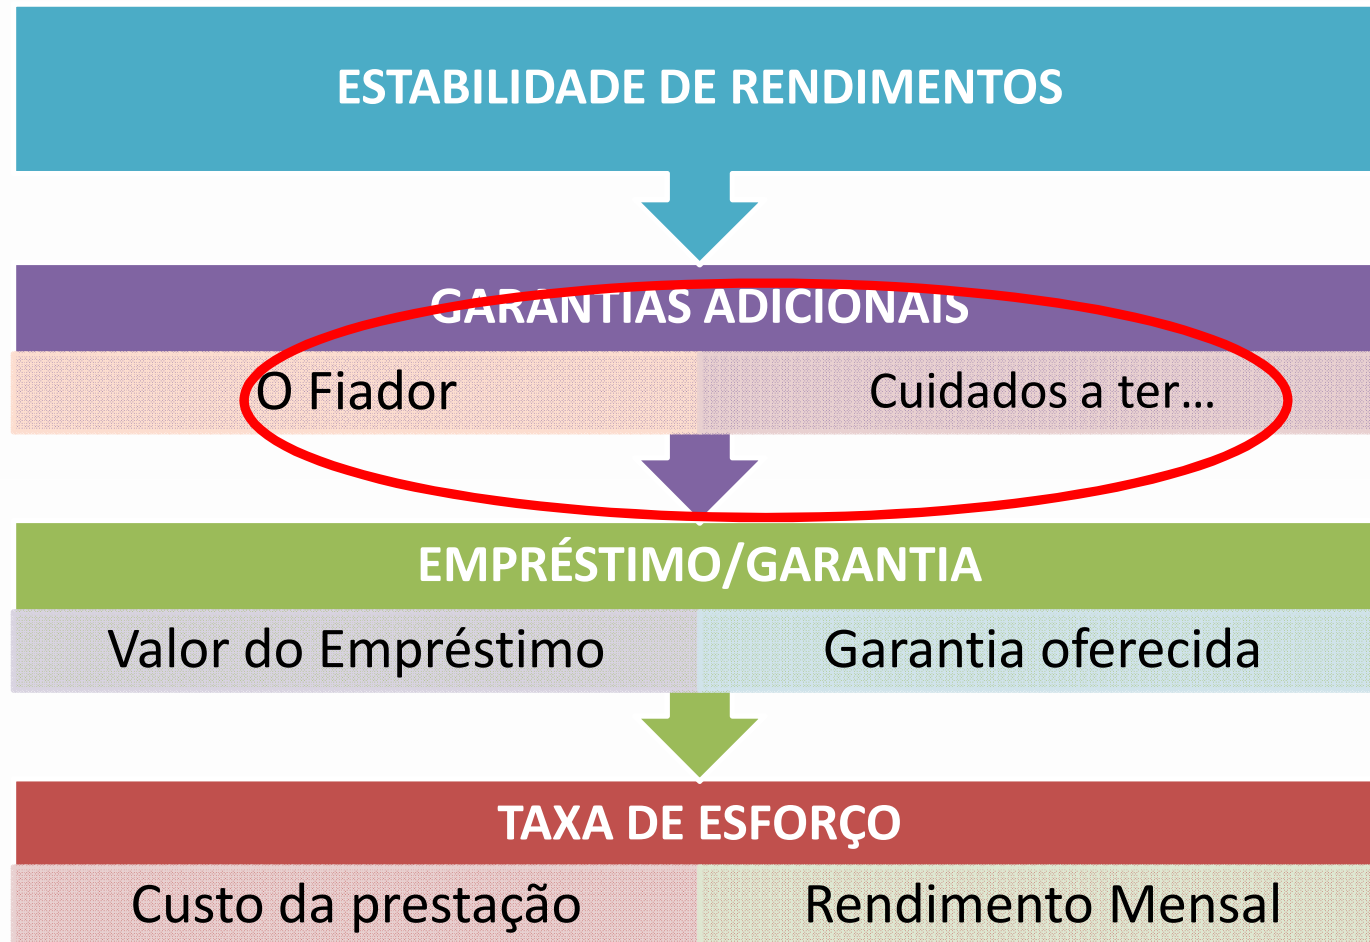 ESTABILIDADE DE RENDIMENTOS
GARANTIAS ADICIONAIS
O Fiador
Cuidados a ter...
EMPRÉSTIMO/GARANTIA
Valor do Empréstimo
Garantia oferecida
TAXA DE ESFORÇO
Custo da prestação
Rendimento Mensal